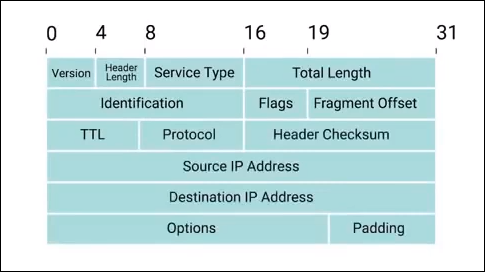 0 4 8 16 19 31
Version Header Length Service Type Total Length
Identification Flags Fragment Offset
TTL Protocol Header Checksum
Source IP Address
Destination IP Address
Options Padding